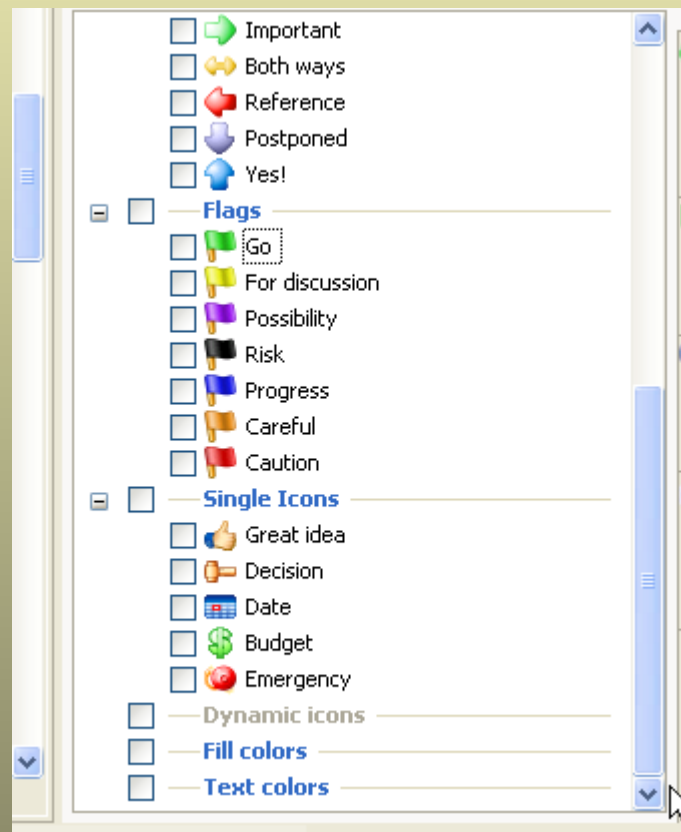 Important
Both ways
Reference
Postponed
Yes!
Flags
Go
For discussion
Possibility
Risk
Progress
Careful
Caution
Single Icons
Great idea
Decision
Date
Budget
Emergency
Dynamic icons
Fill colors
Text colors